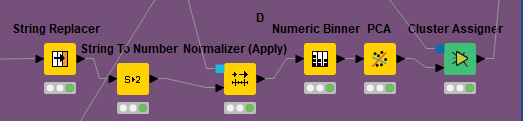 D
String Replacer
String To Number
Normalizer (Apply)
Numeric Binner
PCA
Cluster Assigner
S▸2